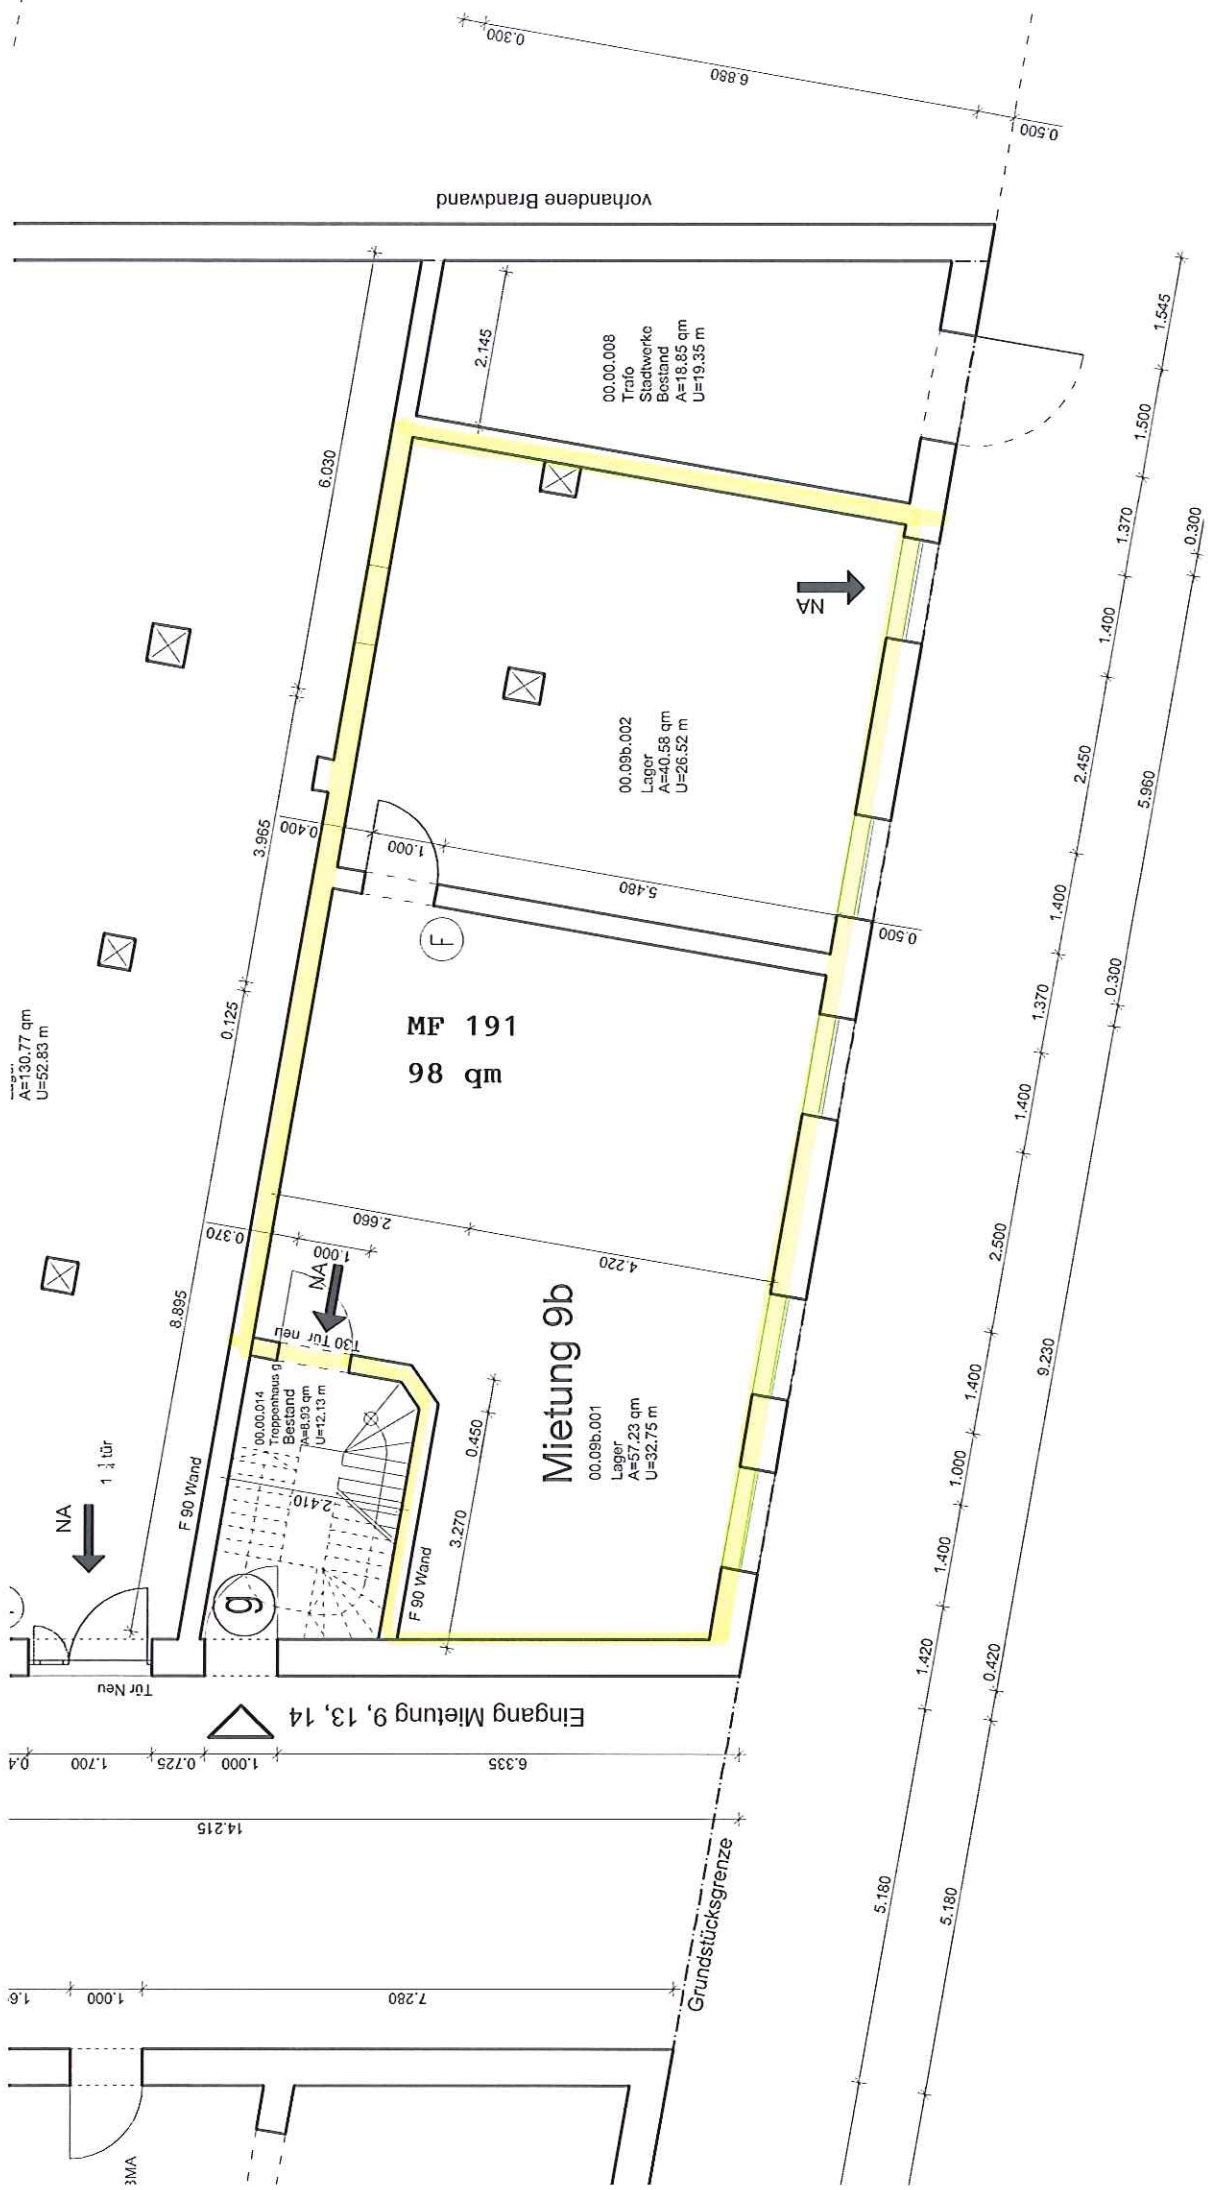 0.300
6.880
0.500
vorhandene Brandwand
2.145
00.00.008
Trafo
Stadtwerke
Bestand
A=18.85 qm
U=19.35 m
6.030
1.545
1.500
1.370
0.300
NA
1.400
00.09b.002
Lager
A=40.58 qm
U=26.52 m
2.450
5.960
3.965
0.400
1.000
5.480
1.400
F
0.500
0.125
1.370
0.300
A=130.77 qm
U=52.83 m
MF 191
98 qm
1.400
2.660
0.370
1.000
4.220
2.500
NA
8.895
T30 Tür neu
Mietung 9b
00.09b.001
Lager
A=57.23 qm
U=32.75 m
00.00.014
Treppenhaus g
Bestand
A=8.93 qm
U=12.13 m
1.400
9.230
0.450
1 tür
NA
F 90 Wand
2.410
1.000
3.270
F 90 Wand
1.400
g
1.420
0.420
Tür Neu
Eingang Mietung 9, 13, 14
1.700
0.725
1.000
6.335
14.215
Grundstücksgrenze
5.180
5.180
1.000
7.280
BMA